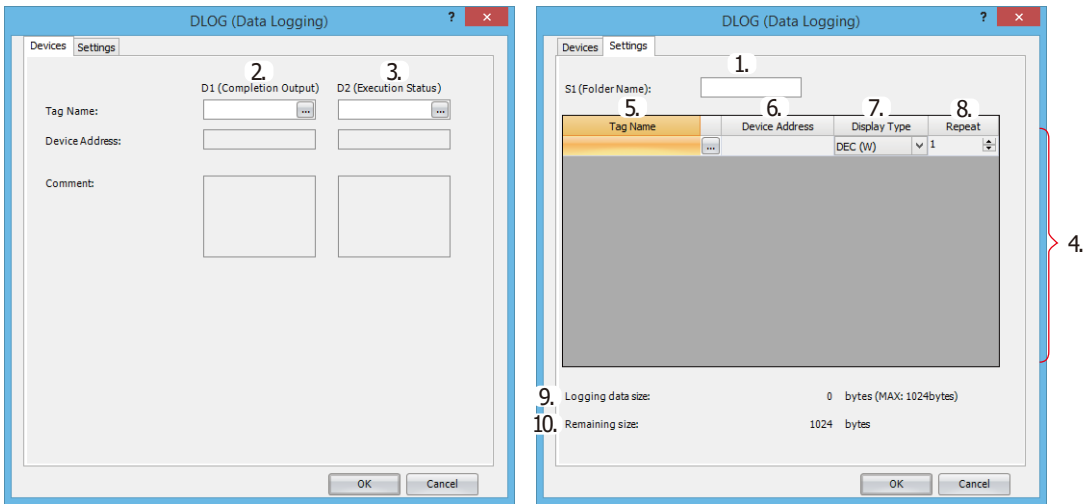 DLOG (Data Logging)
? ×
Devices Settings
2. 3.
D1 (Completion Output) D2 (Execution Status)
Tag Name: ... ...
Device Address:
Comment:
OK Cancel
DLOG (Data Logging)
? ×
Devices Settings
1.
S1 (Folder Name):
5. 6. 7. 8.
Tag Name Device Address Display Type Repeat
... DEC (W) 1
4.
9. Logging data size: 0 bytes (MAX: 1024bytes)
10. Remaining size: 1024 bytes
OK Cancel